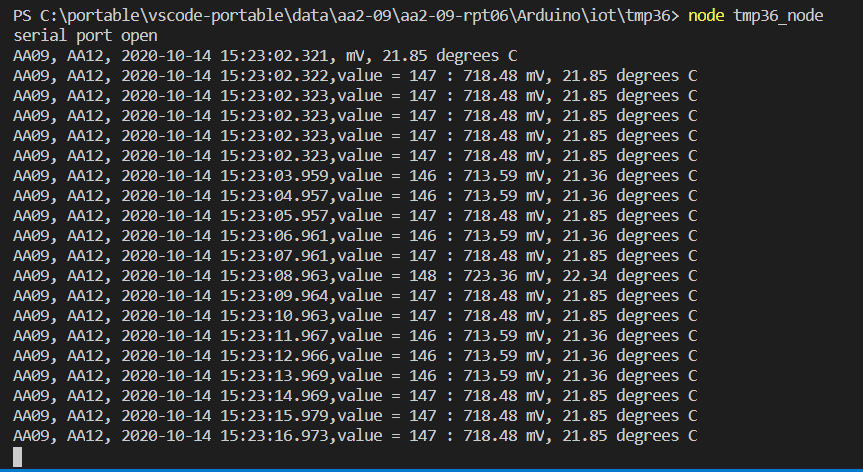 PS C:\portable\vscode-portable\data\aa2-09\aa2-09-rpt06\Arduino\iot\tmp36> node tmp36_node
serial port open
AA09, AA12, 2020-10-14 15:23:02.321, mV, 21.85 degrees C
AA09, AA12, 2020-10-14 15:23:02.322,value = 147 : 718.48 mV, 21.85 degrees C
AA09, AA12, 2020-10-14 15:23:02.323,value = 147 : 718.48 mV, 21.85 degrees C
AA09, AA12, 2020-10-14 15:23:02.323,value = 147 : 718.48 mV, 21.85 degrees C
AA09, AA12, 2020-10-14 15:23:02.323,value = 147 : 718.48 mV, 21.85 degrees C
AA09, AA12, 2020-10-14 15:23:02.323,value = 147 : 718.48 mV, 21.85 degrees C
AA09, AA12, 2020-10-14 15:23:03.959,value = 146 : 713.59 mV, 21.36 degrees C
AA09, AA12, 2020-10-14 15:23:04.957,value = 146 : 713.59 mV, 21.36 degrees C
AA09, AA12, 2020-10-14 15:23:05.957,value = 147 : 718.48 mV, 21.85 degrees C
AA09, AA12, 2020-10-14 15:23:06.961,value = 146 : 713.59 mV, 21.36 degrees C
AA09, AA12, 2020-10-14 15:23:07.961,value = 147 : 718.48 mV, 21.85 degrees C
AA09, AA12, 2020-10-14 15:23:08.963,value = 148 : 723.36 mV, 22.34 degrees C
AA09, AA12, 2020-10-14 15:23:09.964,value = 147 : 718.48 mV, 21.85 degrees C
AA09, AA12, 2020-10-14 15:23:10.963,value = 147 : 718.48 mV, 21.85 degrees C
AA09, AA12, 2020-10-14 15:23:11.967,value = 146 : 713.59 mV, 21.36 degrees C
AA09, AA12, 2020-10-14 15:23:12.966,value = 146 : 713.59 mV, 21.36 degrees C
AA09, AA12, 2020-10-14 15:23:13.969,value = 146 : 713.59 mV, 21.36 degrees C
AA09, AA12, 2020-10-14 15:23:14.969,value = 147 : 718.48 mV, 21.85 degrees C
AA09, AA12, 2020-10-14 15:23:15.979,value = 147 : 718.48 mV, 21.85 degrees C
AA09, AA12, 2020-10-14 15:23:16.973,value = 147 : 718.48 mV, 21.85 degrees C